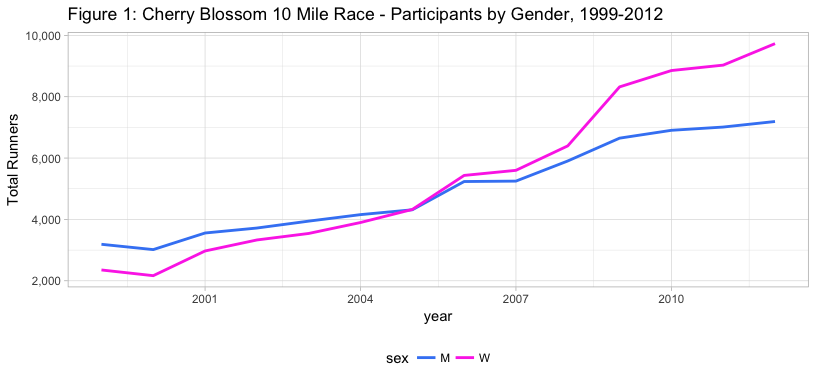 Figure 1: Cherry Blossom 10 Mile Race - Participants by Gender, 1999-2012
10,000
8,000
6,000
4,000
2,000
Total Runners
2001 2004 2007 2010
year
sex M W